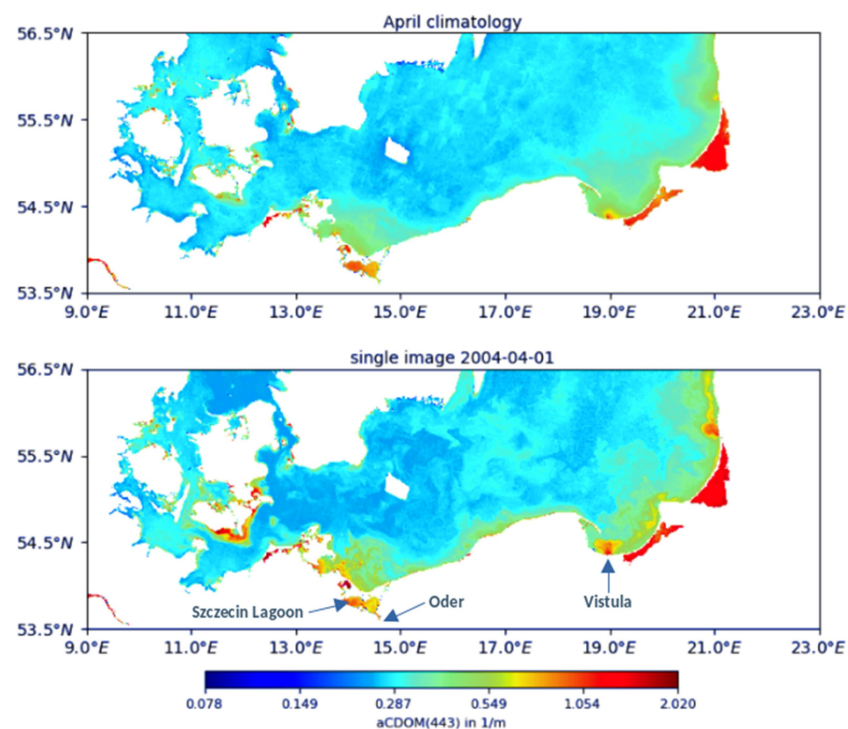 April climatology
56.5°N
55.5°N
54.5°N
53.5°N
9.0°E 11.0°E 13.0°E 15.0°E 17.0°E 19.0°E 21.0°E 23.0°E
single image 2004-04-01
56.5°N
55.5°N
54.5°N
Szczecin Lagoon Oder Vistula
53.5°N
9.0°E 11.0°E 13.0°E 15.0°E 17.0°E 19.0°E 21.0°E 23.0°E
0.078 0.149 0.287 0.549 1.054 2.020
aCDOM(443) in 1/m